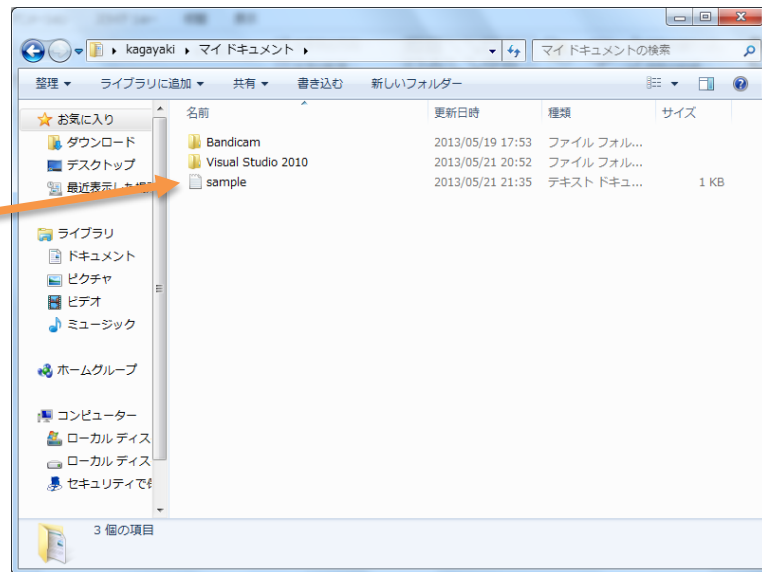 kagayaki マイ ドキュメント マイ ドキュメントの検索
整理 ライブラリに追加 共有 書き込む 新しいフォルダー
名前 更新日時 種類 サイズ
Bandicam 2013/05/19 17:53 ファイル フォル...
Visual Studio 2010 2013/05/21 20:52 ファイル フォル...
sample 2013/05/21 21:35 テキスト ドキュ... 1 KB
お気に入り
ダウンロード
デスクトップ
最近表示した
ライブラリ
ドキュメント
ピクチャ
ビデオ
ミュージック
ホームグループ
コンピューター
ローカル ディス
ローカル ディス
セキュリティで
3 個の項目